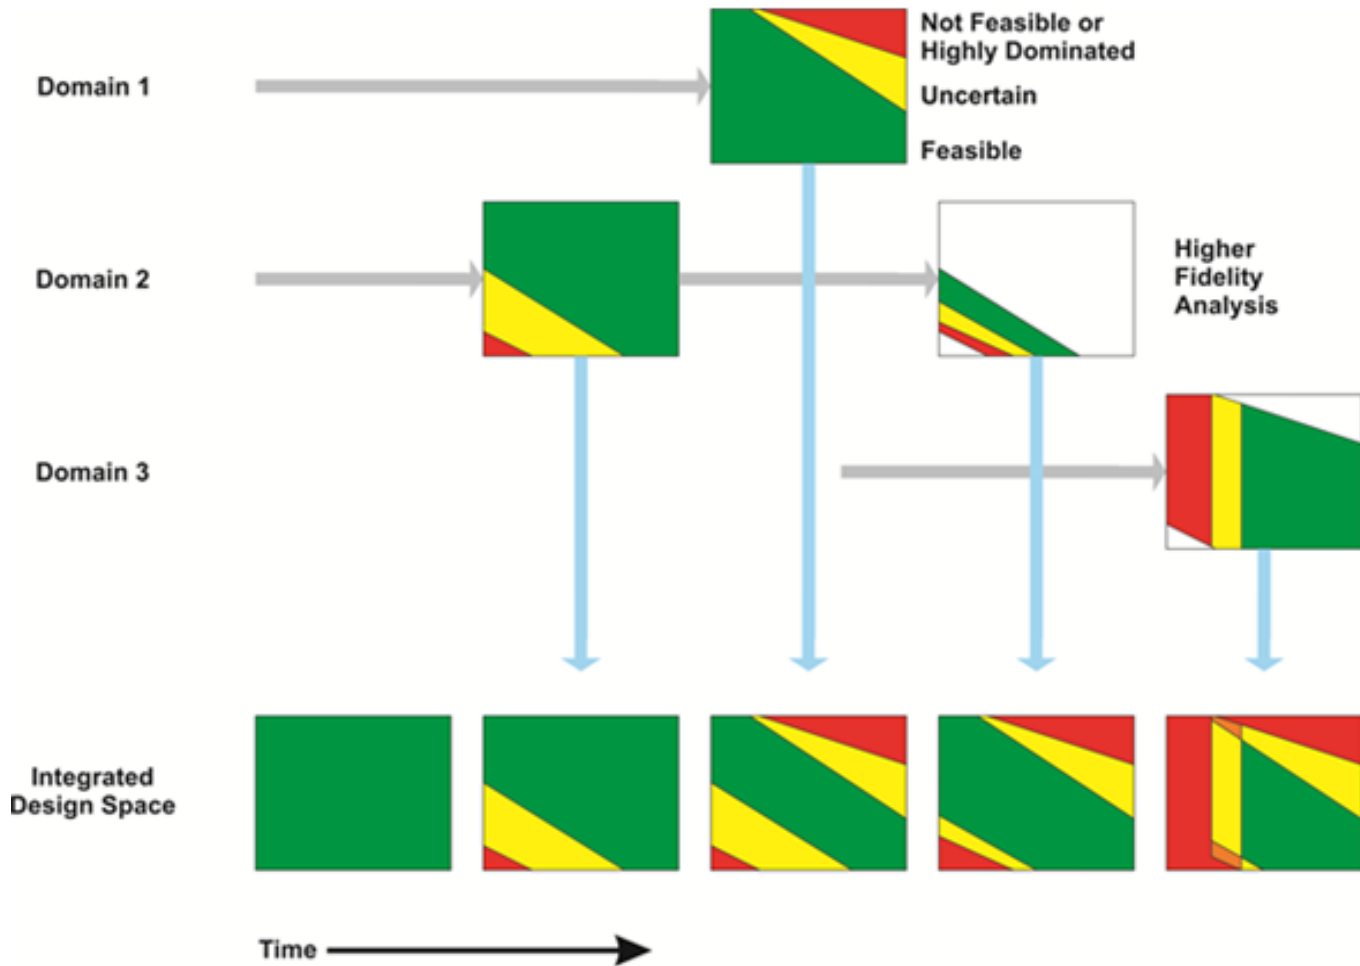 Not Feasible or
Highly Dominated
Domain 1
Uncertain
Feasible
Domain 2
Higher
Fidelity
Analysis
Domain 3
Integrated
Design Space
Time